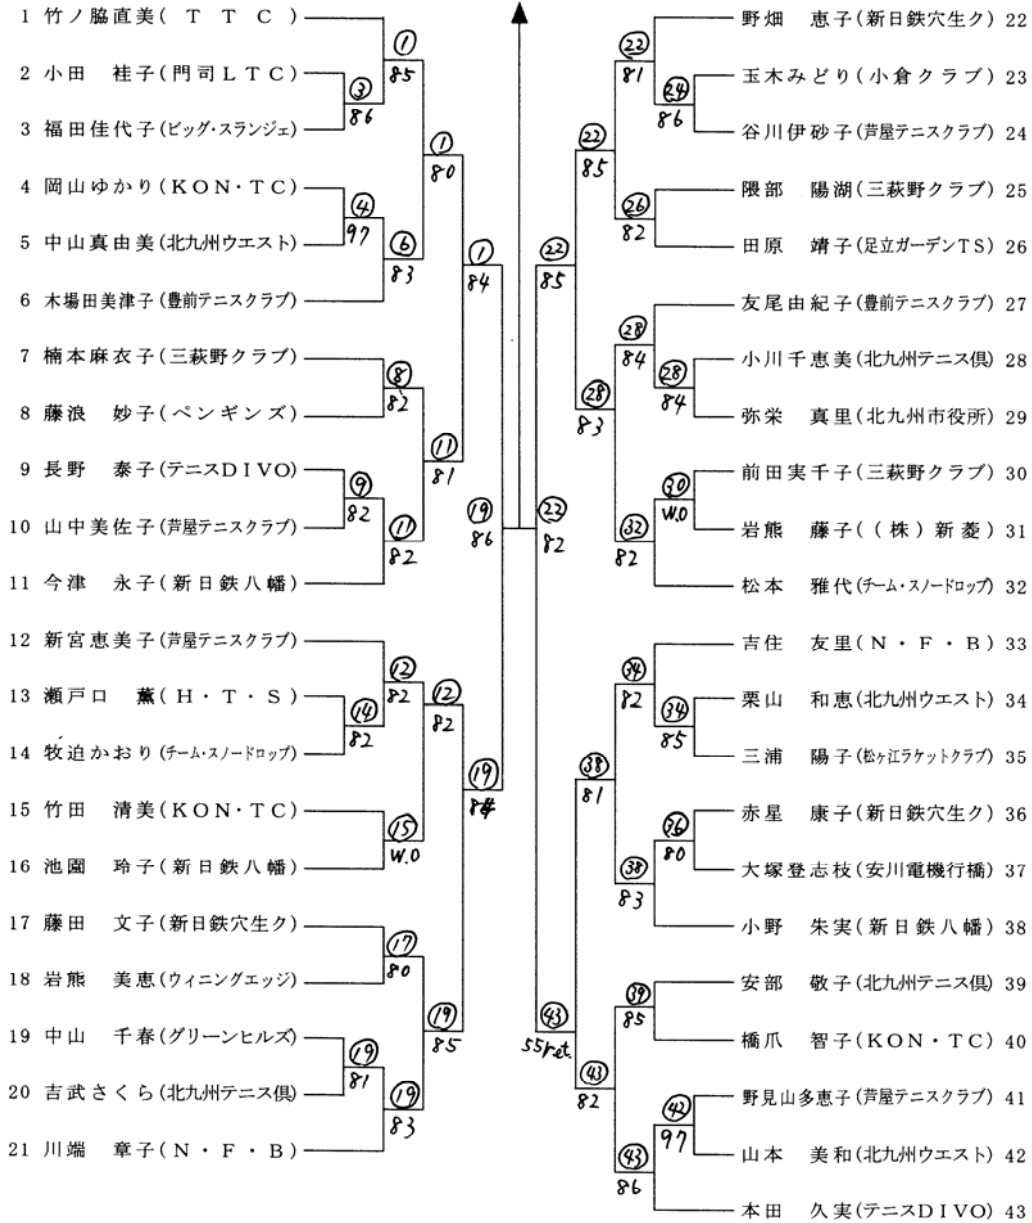 1 竹ノ脇直美(ＴＴＣ)
2 小田 袿子(門司ＬＴＣ)
3 福田佳代子(ビッグ・スランジェ)
4 岡山ゆかり(ＫＯＮ・ＴＣ)
5 中山真由美(北九州ウエスト)
6 木場田美津子(豊前テニスクラブ)
7 楠本麻衣子(三萩野クラブ)
8 藤浪 妙子(ペンギンズ)
9 長野 泰子(テニスＤＩＶＯ)
10 山中美佐子(芦屋テニスクラブ)
11 今津 永子(新日鉄八幡)
12 新宮恵美子(芦屋テニスクラブ)
13 瀬戸口 薫(Ｈ・Ｔ・Ｓ)
14 牧迫かおり(チーム・スノードロップ)
15 竹田 清美(ＫＯＮ・ＴＣ)
16 池園 玲子(新日鉄八幡)
17 藤田 文子(新日鉄穴生ク)
18 岩熊 美恵(ウィニングエッジ)
19 中山 千春(グリーンヒルズ)
20 吉武さくら(北九州テニス倶)
21 川端 章子(Ｎ・Ｆ・Ｂ)
③ 86
④ 97
⑨ 82
⑭ 82
⑲ 81
① 85
⑥ 83
⑧ 82
⑪ 82
⑫ 82
⑮ W.O
⑰ 80
⑲ 83
① 80
⑪ 81
⑫ 82
⑲ 85
① 84
⑲ 84
⑲ 86
㉒ 82
㉒ 85
㊸ 55ret.
㉒ 85
㉘ 83
㊳ 81
㊸ 82
㉒ 81
㉖ 82
㉘ 84
㉜ 82
㉞ 82
㊳ 83
㊴ 85
㊸ 86
㉔ 86
㉘ 84
㉚ W.O
㉞ 85
㊱ 80
㊷ 97
野畑 恵子(新日鉄穴生ク) 22
玉木みどり(小倉クラブ) 23
谷川伊砂子(芦屋テニスクラブ) 24
隈部 陽湖(三萩野クラブ) 25
田原 靖子(足立ガーデンＴＳ) 26
友尾由紀子(豊前テニスクラブ) 27
小川千恵美(北九州テニス倶) 28
弥栄 真里(北九州市役所) 29
前田実千子(三萩野クラブ) 30
岩熊 藤子((株)新菱) 31
松本 雅代(チーム・スノードロップ) 32
吉住 友里(Ｎ・Ｆ・Ｂ) 33
栗山 和恵(北九州ウエスト) 34
三浦 陽子(松ヶ江ラケットクラブ) 35
赤星 康子(新日鉄穴生ク) 36
大塚登志枝(安川電機行橋) 37
小野 朱実(新日鉄八幡) 38
安部 敬子(北九州テニス倶) 39
橋爪 智子(ＫＯＮ・ＴＣ) 40
野見山多恵子(芦屋テニスクラブ) 41
山本 美和(北九州ウエスト) 42
本田 久実(テニスＤＩＶＯ) 43